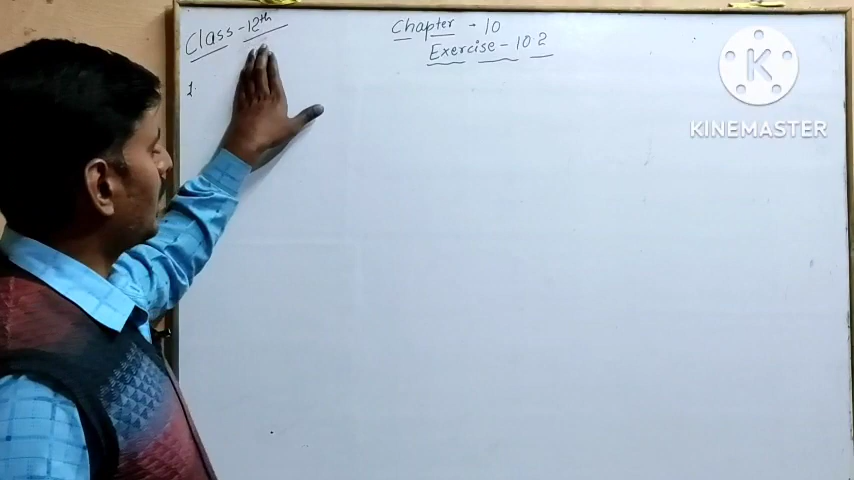 Class - 12th
Chapter - 10
Exercise - 10 2
1.
K
KINEMASTER